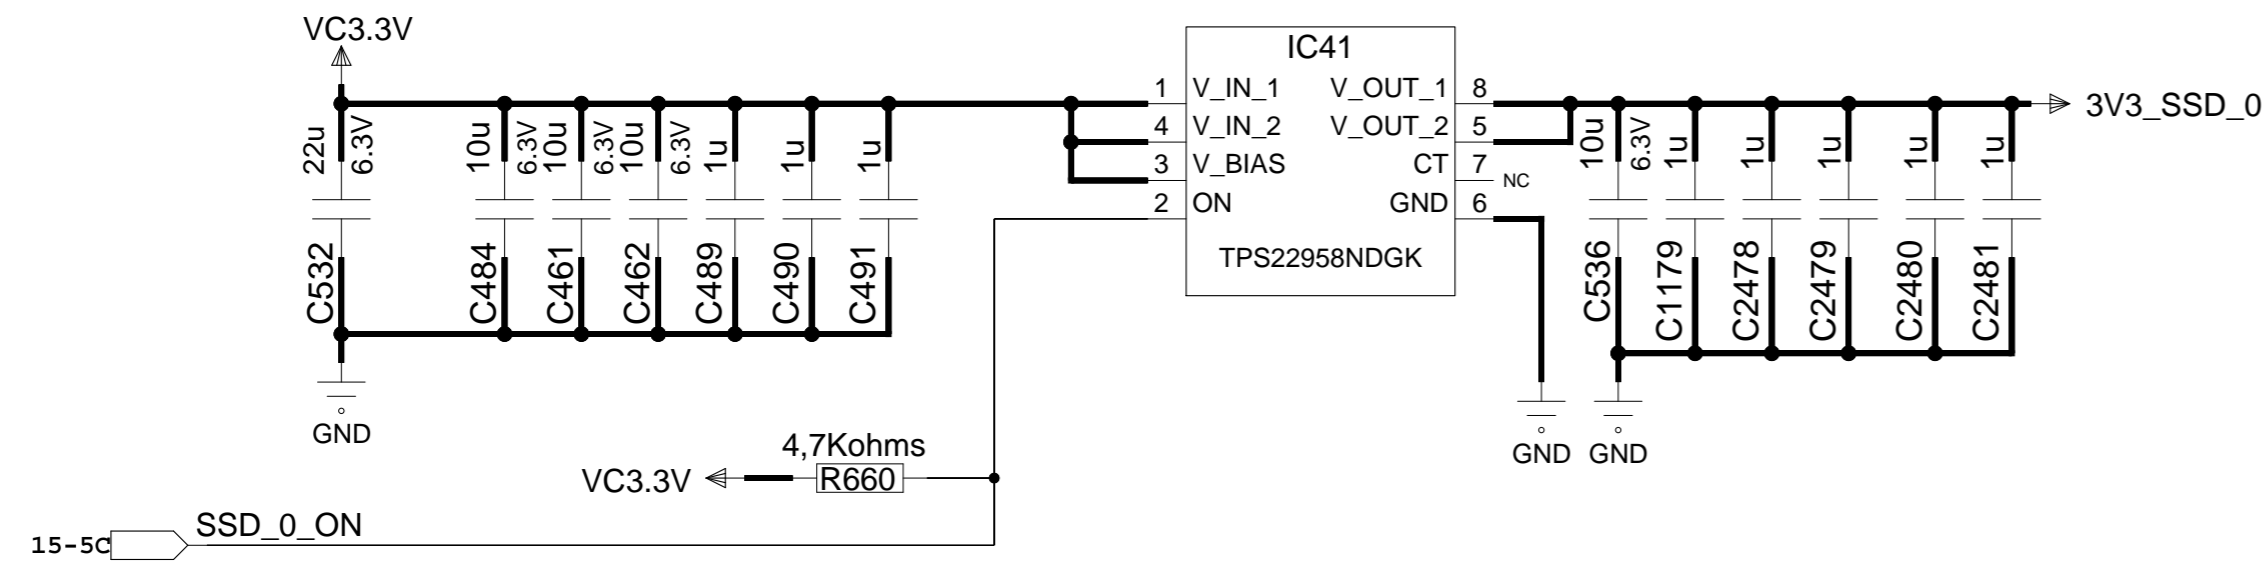 VC3.3V
IC41
1 V_IN_1 V_OUT_1 8
4 V_IN_2 V_OUT_2 5
3 V_BIAS CT 7 NC
2 ON GND 6
TPS22958NDGK
3V3_SSD_0
22u 6.3V
10u 6.3V
10u 6.3V
10u 6.3V
1u
1u
1u
C532
C484
C461
C462
C489
C490
C491
GND
10u 6.3V
1u
1u
1u
1u
1u
C536
C1179
C2478
C2479
C2480
C2481
GND GND
4,7Kohms
VC3.3V R660
15-5C SSD_0_ON